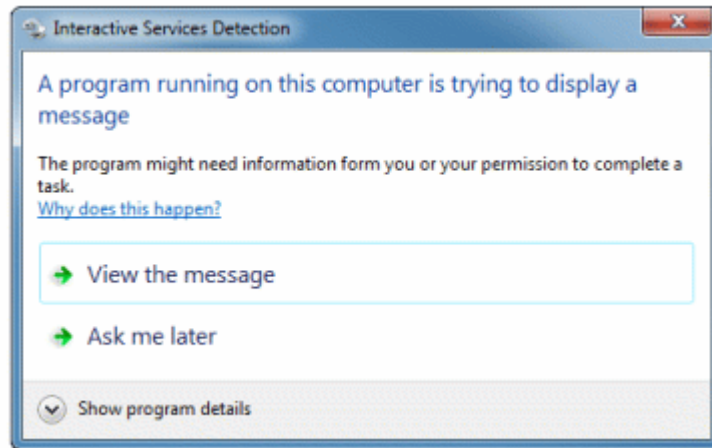 Interactive Services Detection
A program running on this computer is trying to display a
message
The program might need information form you or your permission to complete a
task.
Why does this happen?
View the message
Ask me later
Show program details